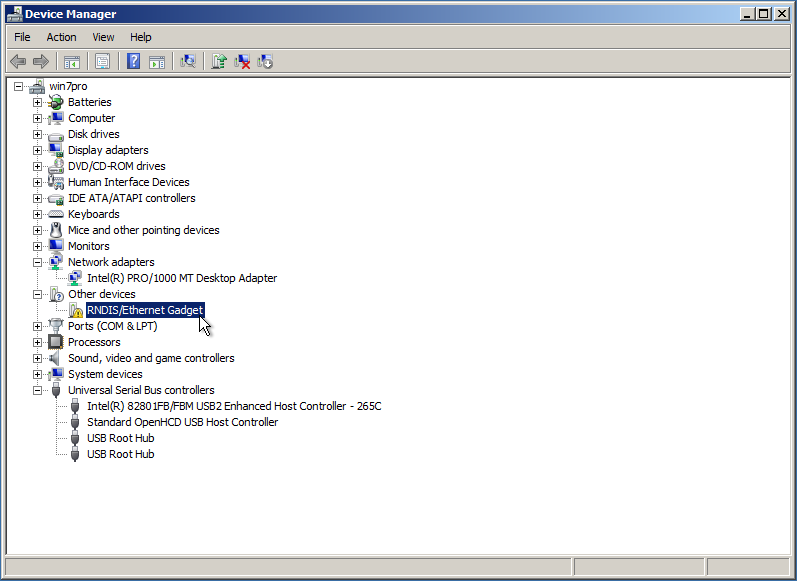 Device Manager
File Action View Help
win7pro
Batteries
Computer
Disk drives
Display adapters
DVD/CD-ROM drives
Human Interface Devices
IDE ATA/ATAPI controllers
Keyboards
Mice and other pointing devices
Monitors
Network adapters
Intel(R) PRO/1000 MT Desktop Adapter
Other devices
RNDIS/Ethernet Gadget
Ports (COM & LPT)
Processors
Sound, video and game controllers
System devices
Universal Serial Bus controllers
Intel(R) 82801FB/FBM USB2 Enhanced Host Controller - 265C
Standard OpenHCD USB Host Controller
USB Root Hub
USB Root Hub